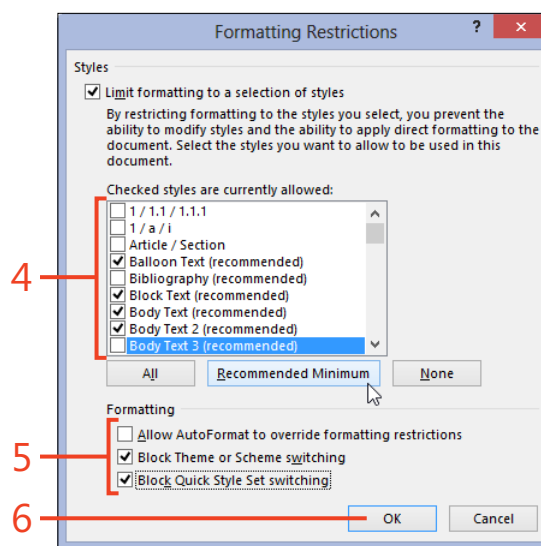 Formatting Restrictions ? ×
Styles
Limit formatting to a selection of styles
By restricting formatting to the styles you select, you prevent the
ability to modify styles and the ability to apply direct formatting to the
document. Select the styles you want to allow to be used in this
document.
Checked styles are currently allowed:
1 / 1.1 / 1.1.1
1 / a / i
Article / Section
Balloon Text (recommended)
Bibliography (recommended)
Block Text (recommended)
Body Text (recommended)
Body Text 2 (recommended)
Body Text 3 (recommended)
4
All Recommended Minimum None
Formatting
Allow AutoFormat to override formatting restrictions
Block Theme or Scheme switching
Block Quick Style Set switching
5
6
OK Cancel